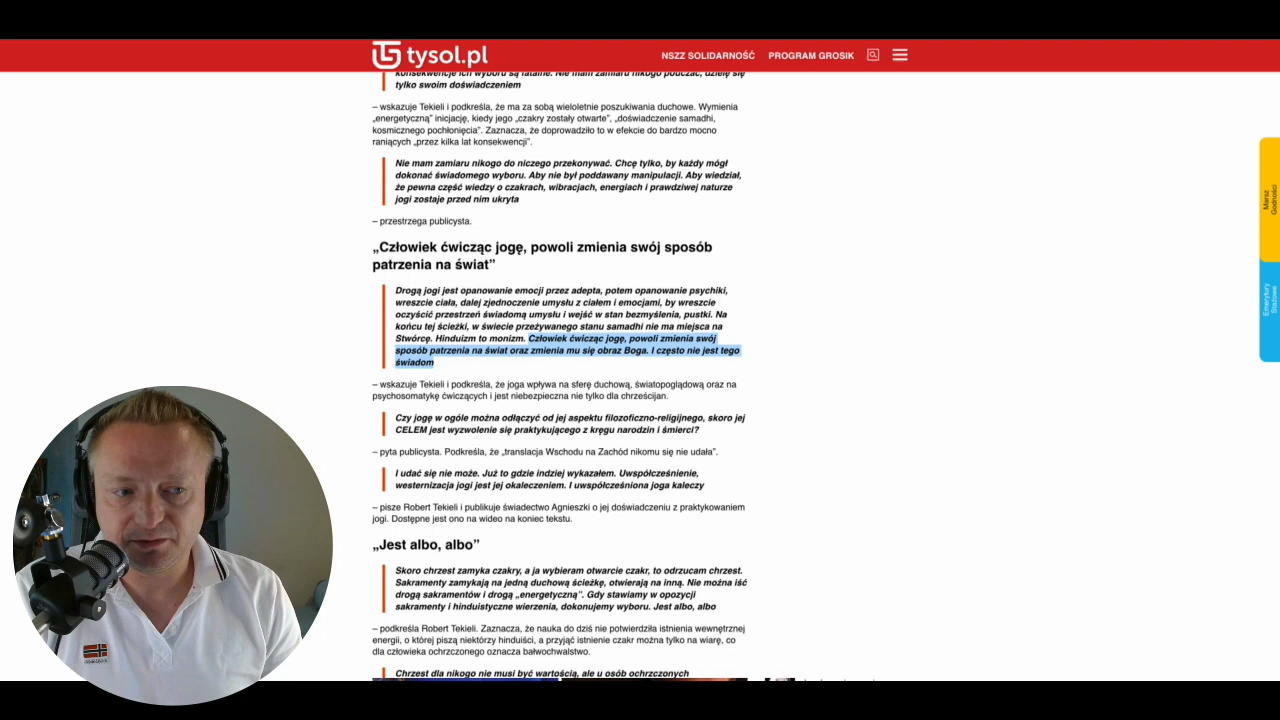 tysol.pl
NSZZ SOLIDARNOŚĆ PROGRAM GROSIK
konsekwencje ich wyboru są fatalne. Nie mam zamiaru nikogo pouczać, dzielę się
tylko swoim doświadczeniem
– wskazuje Tekieli i podkreśla, że ma za sobą wieloletnie poszukiwania duchowe. Wymienia
„energetyczną” inicjację, kiedy jego „czakry zostały otwarte”, „doświadczenie samadhi,
kosmicznego pochłonięcia”. Zaznacza, że doprowadziło to w efekcie do bardzo mocno
raniących „przez kilka lat konsekwencji”.
Nie mam zamiaru nikogo do niczego przekonywać. Chcę tylko, by każdy mógł
dokonać świadomego wyboru. Aby nie był poddawany manipulacji. Aby wiedział,
że pewna część wiedzy o czakrach, wibracjach, energiach i prawdziwej naturze
jogi zostaje przed nim ukryta
– przestrzega publicysta.
„Człowiek ćwicząc jogę, powoli zmienia swój sposób
patrzenia na świat”
Drogą jogi jest opanowanie emocji przez adepta, potem opanowanie psychiki,
wreszcie ciała, dalej zjednoczenie umysłu z ciałem i emocjami, by wreszcie
oczyścić przestrzeń świadomą umysłu i wejść w stan bezmyślenia, pustki. Na
końcu tej ścieżki, w świecie przeżywanego stanu samadhi nie ma miejsca na
Stwórcę. Hinduizm to monizm. Człowiek ćwicząc jogę, powoli zmienia swój
sposób patrzenia na świat oraz zmienia mu się obraz Boga. I często nie jest tego
świadom
– wskazuje Tekieli i podkreśla, że joga wpływa na sferę duchową, światopoglądową oraz na
psychosomatykę ćwiczących i jest niebezpieczna nie tylko dla chrześcijan.
Czy jogę w ogóle można odłączyć od jej aspektu filozoficzno-religijnego, skoro jej
CELEM jest wyzwolenie się praktykującego z kręgu narodzin i śmierci?
– pyta publicysta. Podkreśla, że „translacja Wschodu na Zachód nikomu się nie udała”.
I udać się nie może. Już to gdzie indziej wykazałem. Uwspółcześnienie,
westernizacja jogi jest jej okaleczeniem. I uwspółcześniona joga kaleczy
– pisze Robert Tekieli i publikuje świadectwo Agnieszki o jej doświadczeniu z praktykowaniem
jogi. Dostępne jest ono na wideo na koniec tekstu.
„Jest albo, albo”
Skoro chrzest zamyka czakry, a ja wybieram otwarcie czakr, to odrzucam chrzest.
Sakramenty zamykają na jedną duchową ścieżkę, otwierają na inną. Nie można iść
drogą sakramentów i drogą „energetyczną”. Gdy stawiamy w opozycji
sakramenty i hinduistyczne wierzenia, dokonujemy wyboru. Jest albo, albo
– podkreśla Robert Tekieli. Zaznacza, że nauka do dziś nie potwierdziła istnienia wewnętrznej
energii, o której piszą niektórzy hinduiści, a przyjąć istnienie czakr można tylko na wiarę, co
dla człowieka ochrzczonego oznacza bałwochwalstwo.
Chrzest dla nikogo nie musi być wartością, ale u osób ochrzczonych
Marsz
Godności
Emerytury
Stażowe